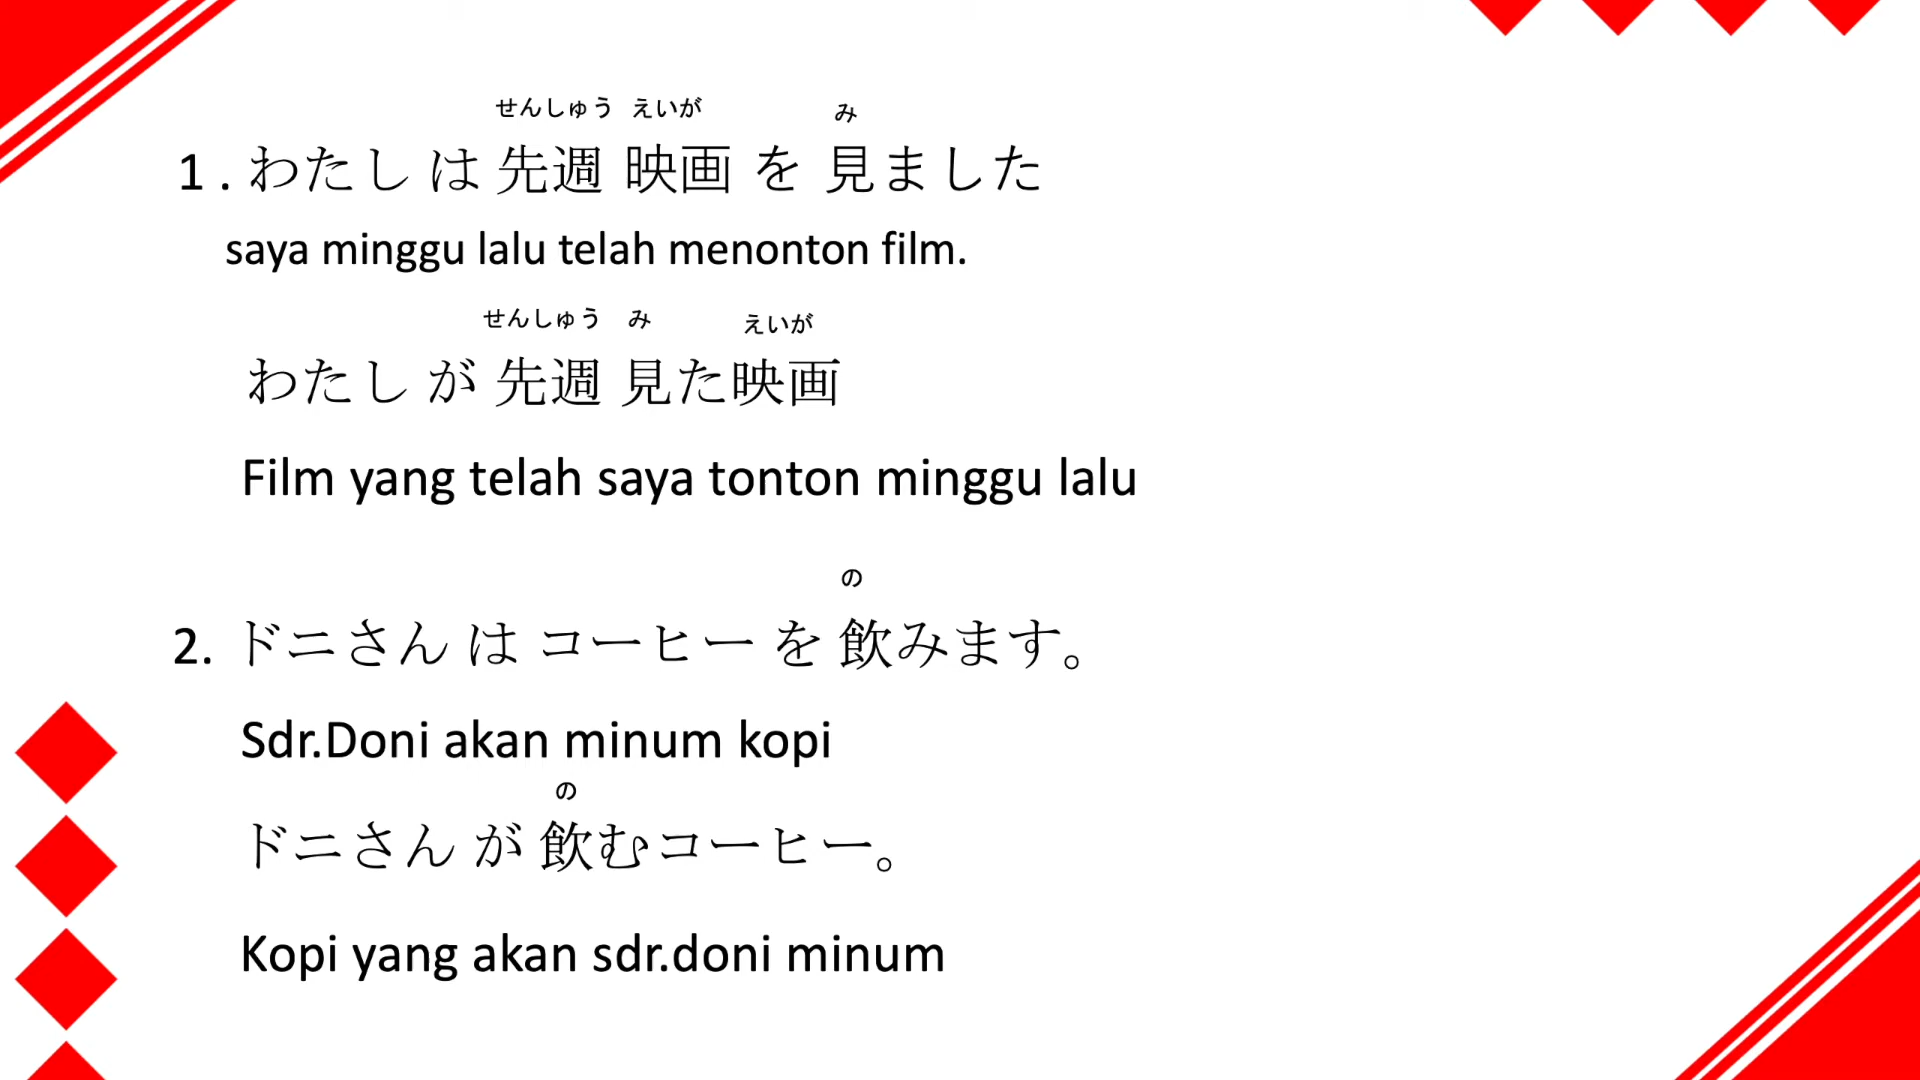 せんしゅう えいが み
1 . わたし は 先週 映画 を 見ました
saya minggu lalu telah menonton film.
せんしゅう み えいが
わたし が 先週 見た映画
Film yang telah saya tonton minggu lalu
の
2. ドニさん は コーヒー を 飲みます。
Sdr.Doni akan minum kopi
の
ドニさん が 飲むコーヒー。
Kopi yang akan sdr.doni minum